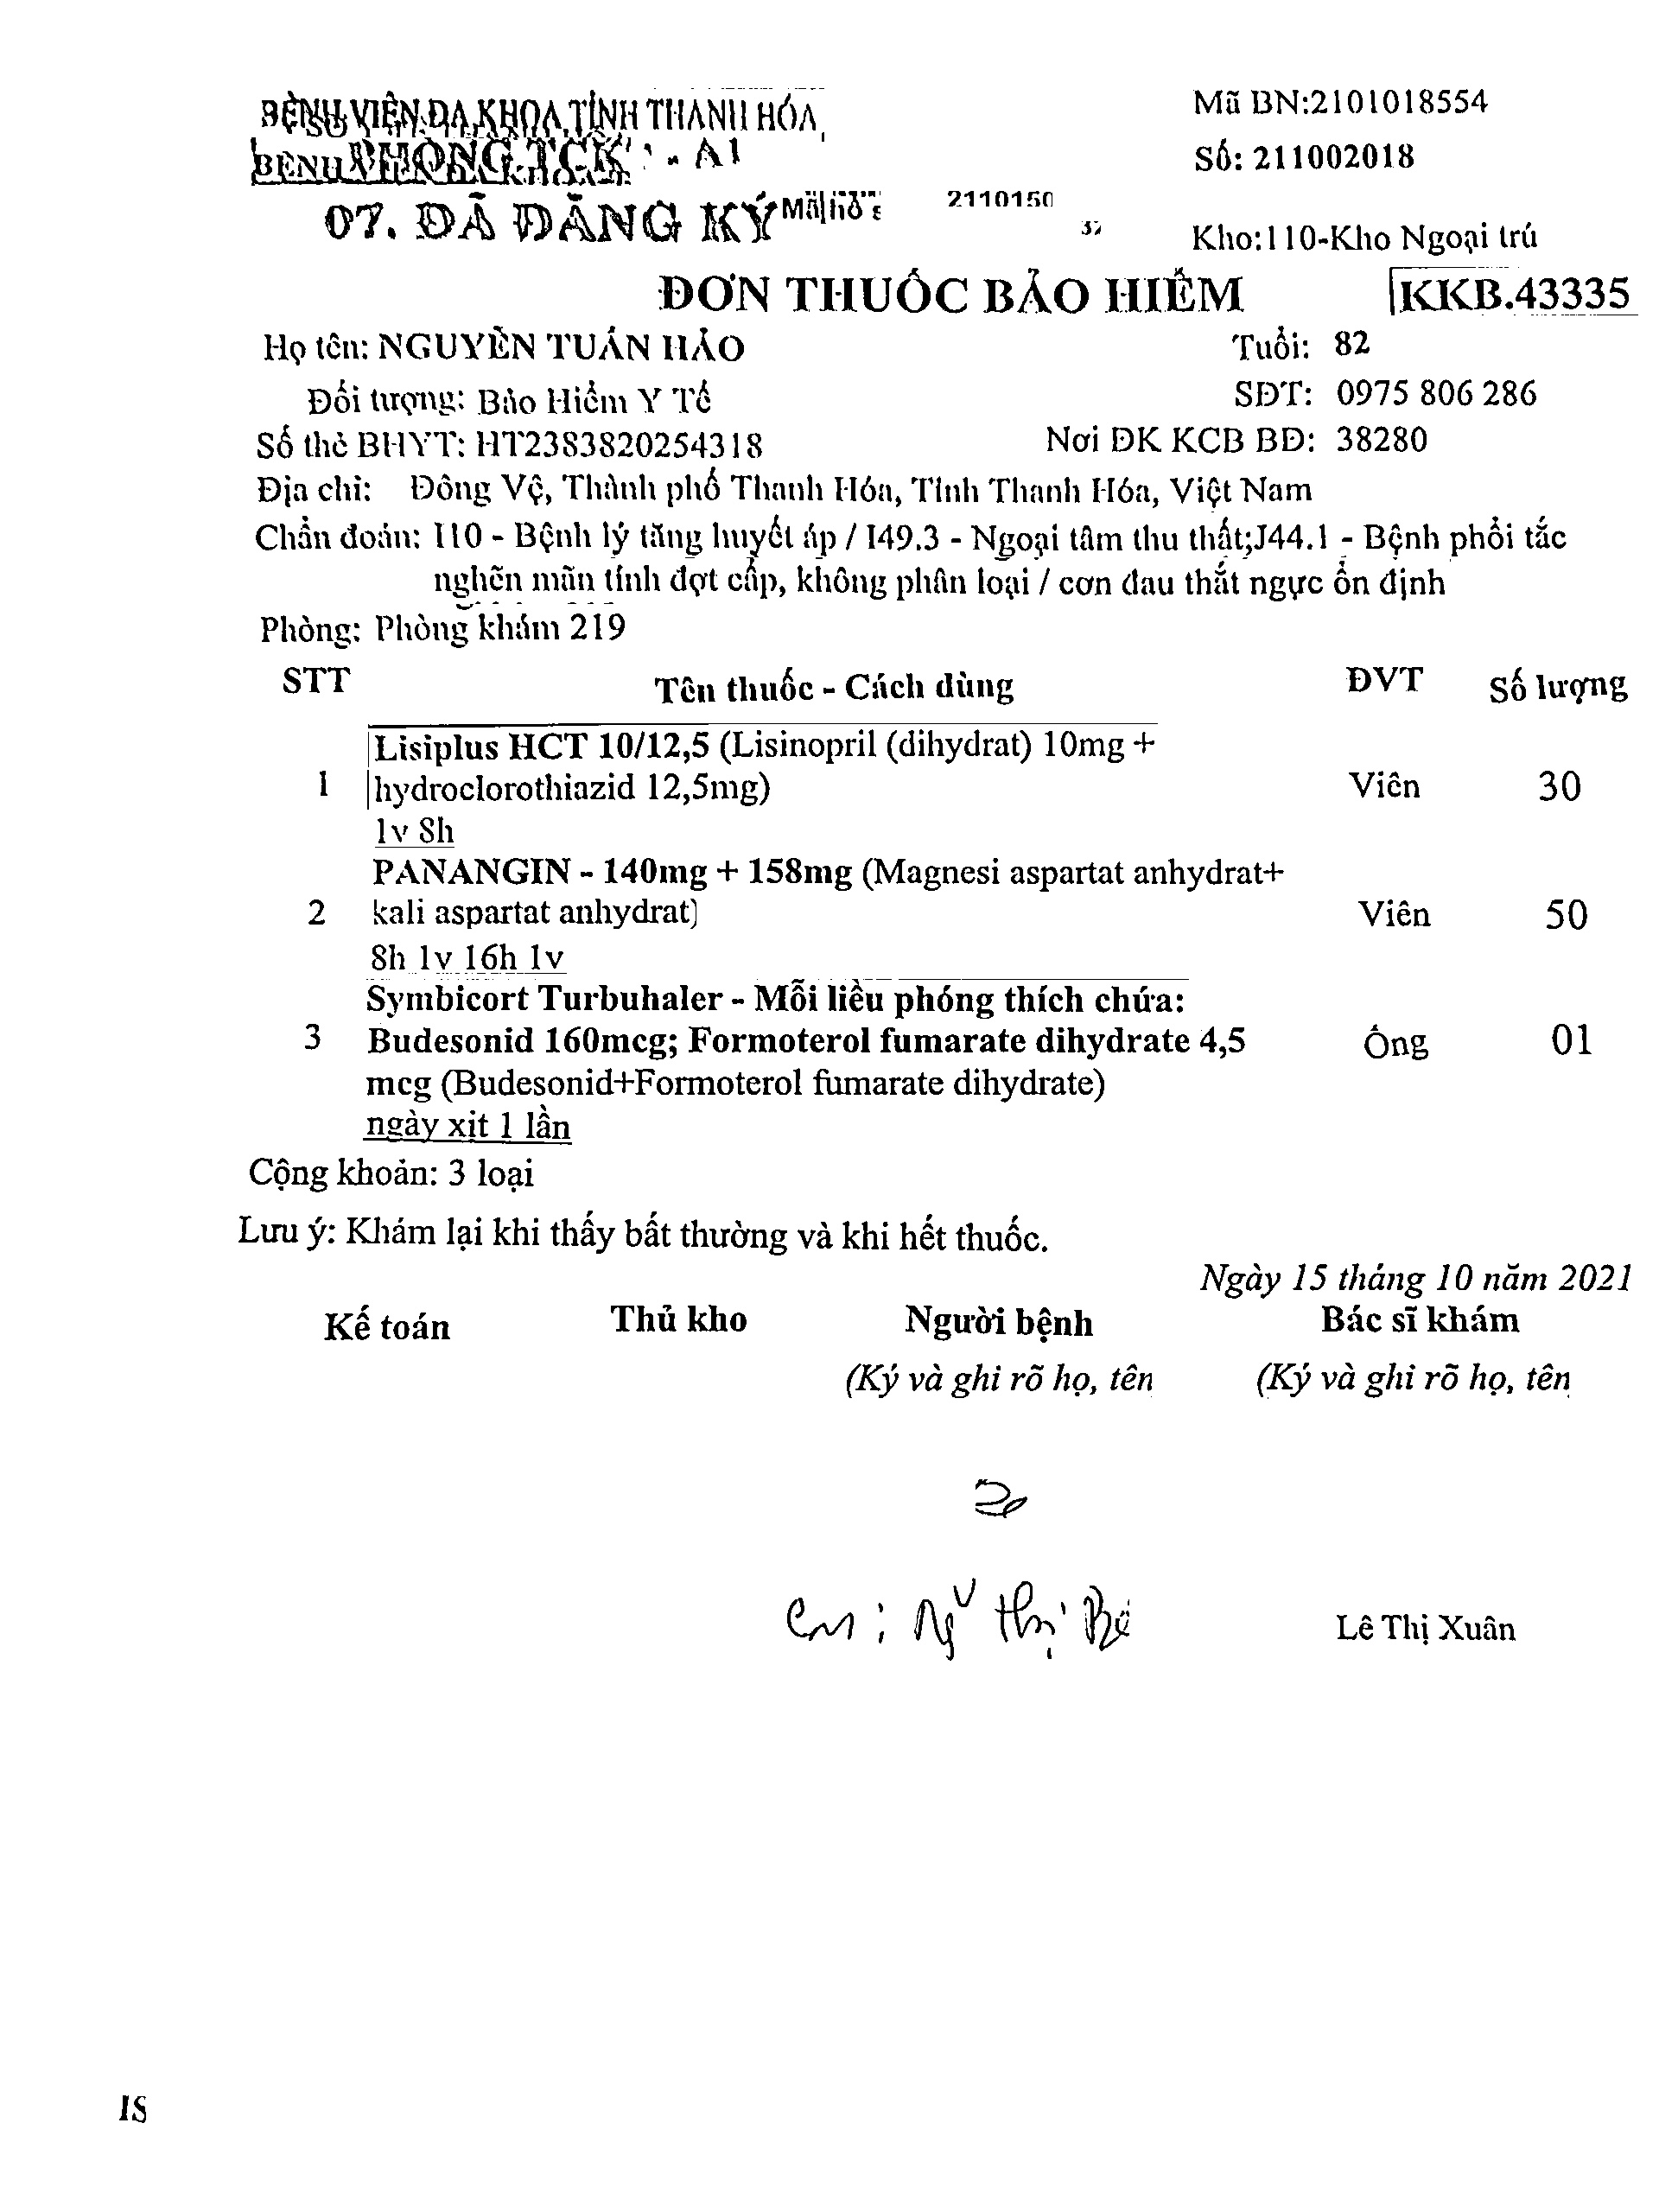 BỆNH VIỆN ĐA KHOA TỈNH THANH HÓA
Mã BN:2101018554
PHÒNG TCK
Số: 211002018
07. ĐÃ ĐĂNG KÝ
2110150
Kho:110-Kho Ngoại trú
ĐƠN THUỐC BẢO HIỂM
KKB.43335
Họ tên: NGUYỄN TUẤN HẢO Tuổi: 82
Đối tượng: Bảo Hiểm Y Tế SĐT: 0975 806 286
Số thẻ BHYT: HT2383820254318 Nơi ĐK KCB BĐ: 38280
Địa chỉ: Đông Vệ, Thành phố Thanh Hóa, Tỉnh Thanh Hóa, Việt Nam
Chẩn đoán: I10 - Bệnh lý tăng huyết áp / I49.3 - Ngoại tâm thu thất;J44.1 - Bệnh phổi tắc
nghẽn mãn tính đợt cấp, không phân loại / cơn đau thắt ngực ổn định
Phòng: Phòng khám 219
STT Tên thuốc - Cách dùng ĐVT Số lượng
Lisiplus HCT 10/12,5 (Lisinopril (dihydrat) 10mg +
1 hydroclorothiazid 12,5mg) Viên 30
1v 8h
PANANGIN - 140mg + 158mg (Magnesi aspartat anhydrat+
2 kali aspartat anhydrat) Viên 50
8h 1v 16h 1v
Symbicort Turbuhaler - Mỗi liều phóng thích chứa:
3 Budesonid 160mcg; Formoterol fumarate dihydrate 4,5 Ống 01
mcg (Budesonid+Formoterol fumarate dihydrate)
ngày xit 1 lần
Cộng khoản: 3 loại
Lưu ý: Khám lại khi thấy bất thường và khi hết thuốc.
Ngày 15 tháng 10 năm 2021
Kế toán Thủ kho Người bệnh Bác sĩ khám
(Ký và ghi rõ họ, tên (Ký và ghi rõ họ, tên
Thị
Lê Thị Xuân